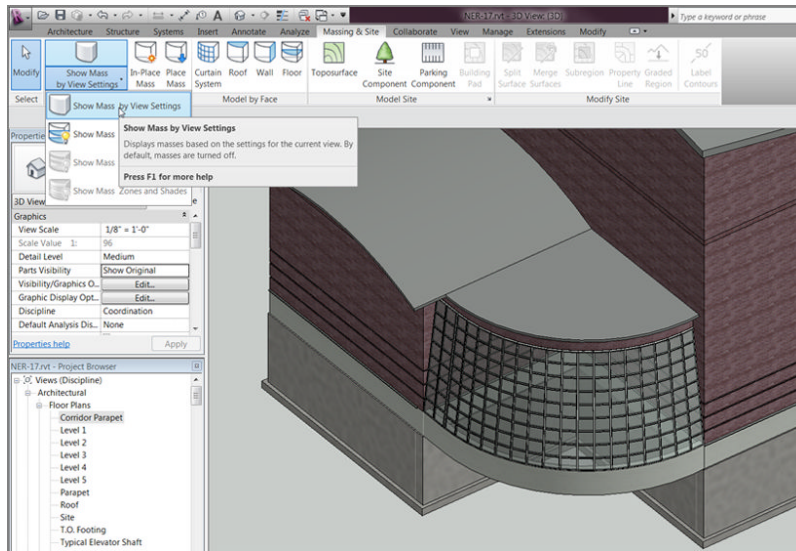 NER-17.rvt - 3D View: {3D}
Type a keyword or phrase
Architecture Structure Systems Insert Annotate Analyze Massing & Site Collaborate View Manage Extensions Modify
Modify
Show Mass
by View Settings
In-Place
Mass
Place
Mass
Curtain
System
Roof
Wall
Floor
Toposurface
Site
Component
Parking
Component
Building
Pad
Split
Surface
Merge
Surfaces
Subregion
Property
Line
Graded
Region
Label
Contours
Select
Model by Face
Model Site
Modify Site
Show Mass by View Settings
Show Mass
Show Mass
Show Mass Zones and Shades
Show Mass by View Settings
Displays masses based on the settings for the current view. By
default, masses are turned off.
Press F1 for more help
Properties
3D View
Graphics
View Scale 1/8" = 1'-0"
Scale Value 1: 96
Detail Level Medium
Parts Visibility Show Original
Visibility/Graphics O... Edit...
Graphic Display Opt... Edit...
Discipline Coordination
Default Analysis Dis... None
Properties help Apply
NER-17.rvt - Project Browser
Views (Discipline)
Architectural
Floor Plans
Corridor Parapet
Level 1
Level 2
Level 3
Level 4
Level 5
Parapet
Roof
Site
T.O. Footing
Typical Elevator Shaft